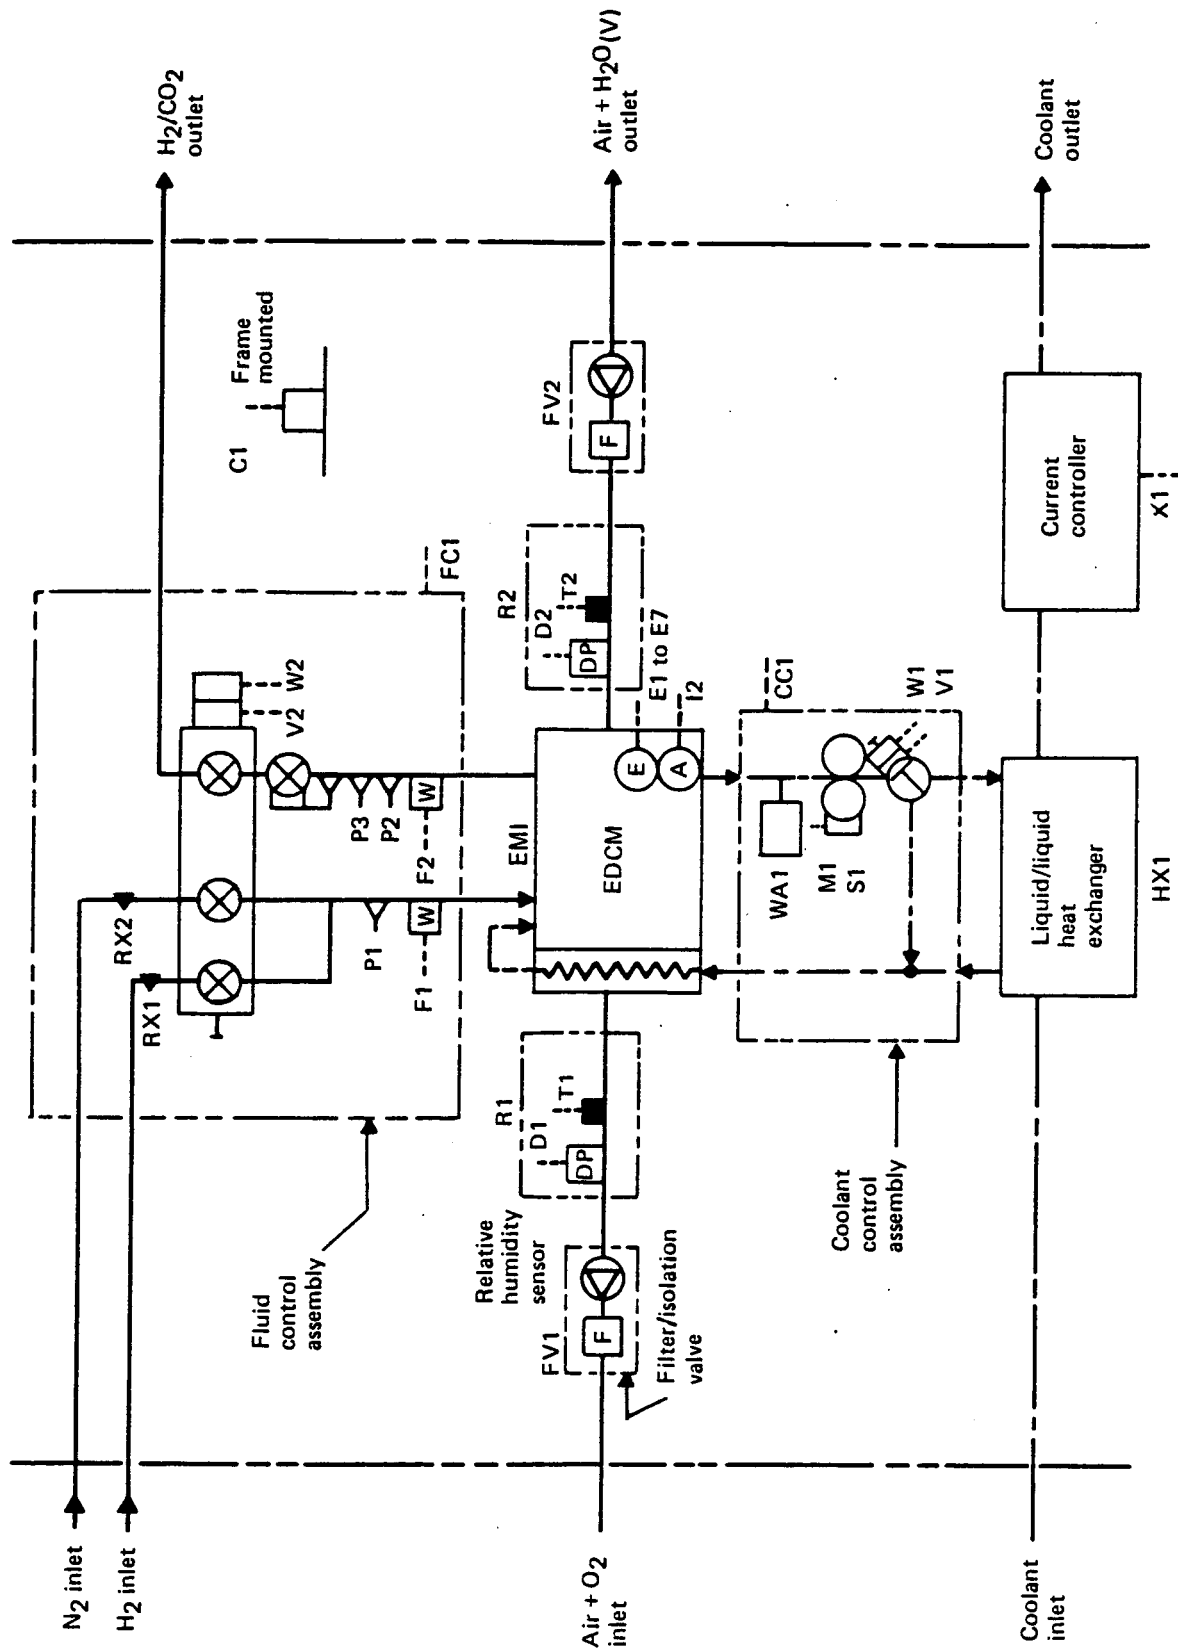 N2 inlet
H2 inlet
RX2
RX1
H2/CO2
outlet
V2
W2
C1
Frame
mounted
Fluid
control
assembly
P1
P3
P2
F1
W
F2
W
FC1
EMI
Air + O2
inlet
FV1
F
Filter/isolation
valve
Relative
humidity
sensor
R1
D1
T1
DP
EDCM
E
A
E1 to E7
I2
R2
D2
T2
DP
FV2
F
Air + H2O(V)
outlet
Coolant
control
assembly
WA1
M1
S1
W1
V1
CC1
Coolant
inlet
Liquid/liquid
heat
exchanger
HX1
Current
controller
X1
Coolant
outlet